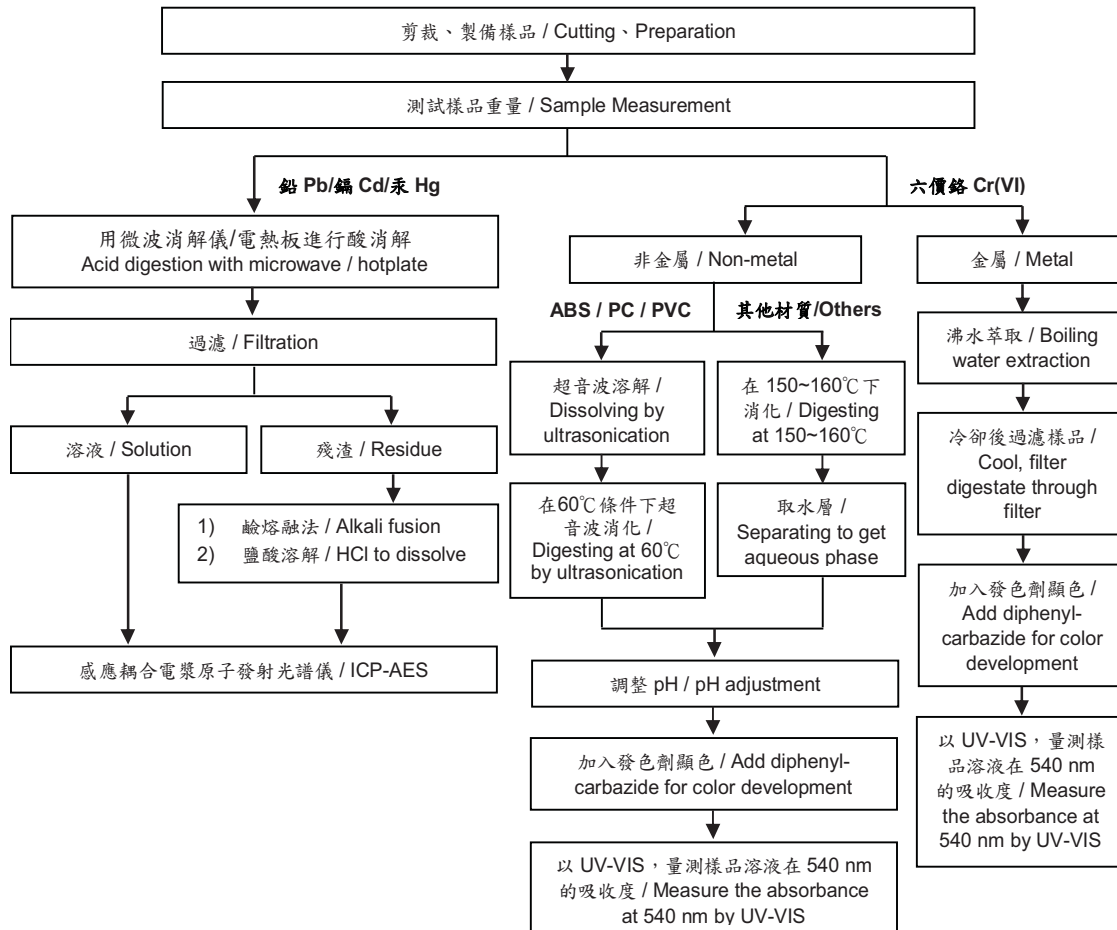 剪裁、製備樣品 / Cutting、Preparation
測試樣品重量 / Sample Measurement
鉛 Pb/鎘 Cd/汞 Hg
用微波消解儀/電熱板進行酸消解
Acid digestion with microwave / hotplate
過濾 / Filtration
溶液 / Solution
殘渣 / Residue
1) 鹼熔融法 / Alkali fusion
2) 鹽酸溶解 / HCl to dissolve
感應耦合電漿原子發射光譜儀 / ICP-AES
六價鉻 Cr(VI)
非金屬 / Non-metal
ABS / PC / PVC
超音波溶解 /
Dissolving by
ultrasonication
在60℃條件下超
音波消化 /
Digesting at 60℃
by ultrasonication
其他材質/Others
在 150~160℃下
消化 / Digesting
at 150~160℃
取水層 /
Separating to get
aqueous phase
調整 pH / pH adjustment
加入發色劑顯色 / Add diphenyl-
carbazide for color development
以 UV-VIS，量測樣品溶液在 540 nm
的吸收度 / Measure the absorbance
at 540 nm by UV-VIS
金屬 / Metal
沸水萃取 / Boiling
water extraction
冷卻後過濾樣品 /
Cool, filter
digestate through
filter
加入發色劑顯色 /
Add diphenyl-
carbazide for color
development
以 UV-VIS，量測樣
品溶液在 540 nm
的吸收度 / Measure
the absorbance at
540 nm by UV-VIS